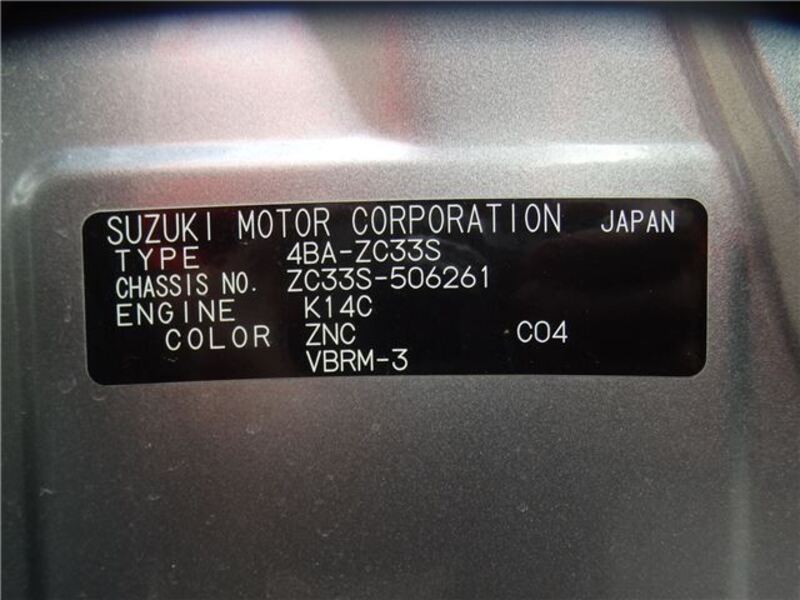 SUZUKI MOTOR CORPORATION JAPAN
TYPE 4BA-ZC33S
CHASSIS NO. ZC33S-506261
ENGINE K14C
COLOR ZNC C04
VBRM-3